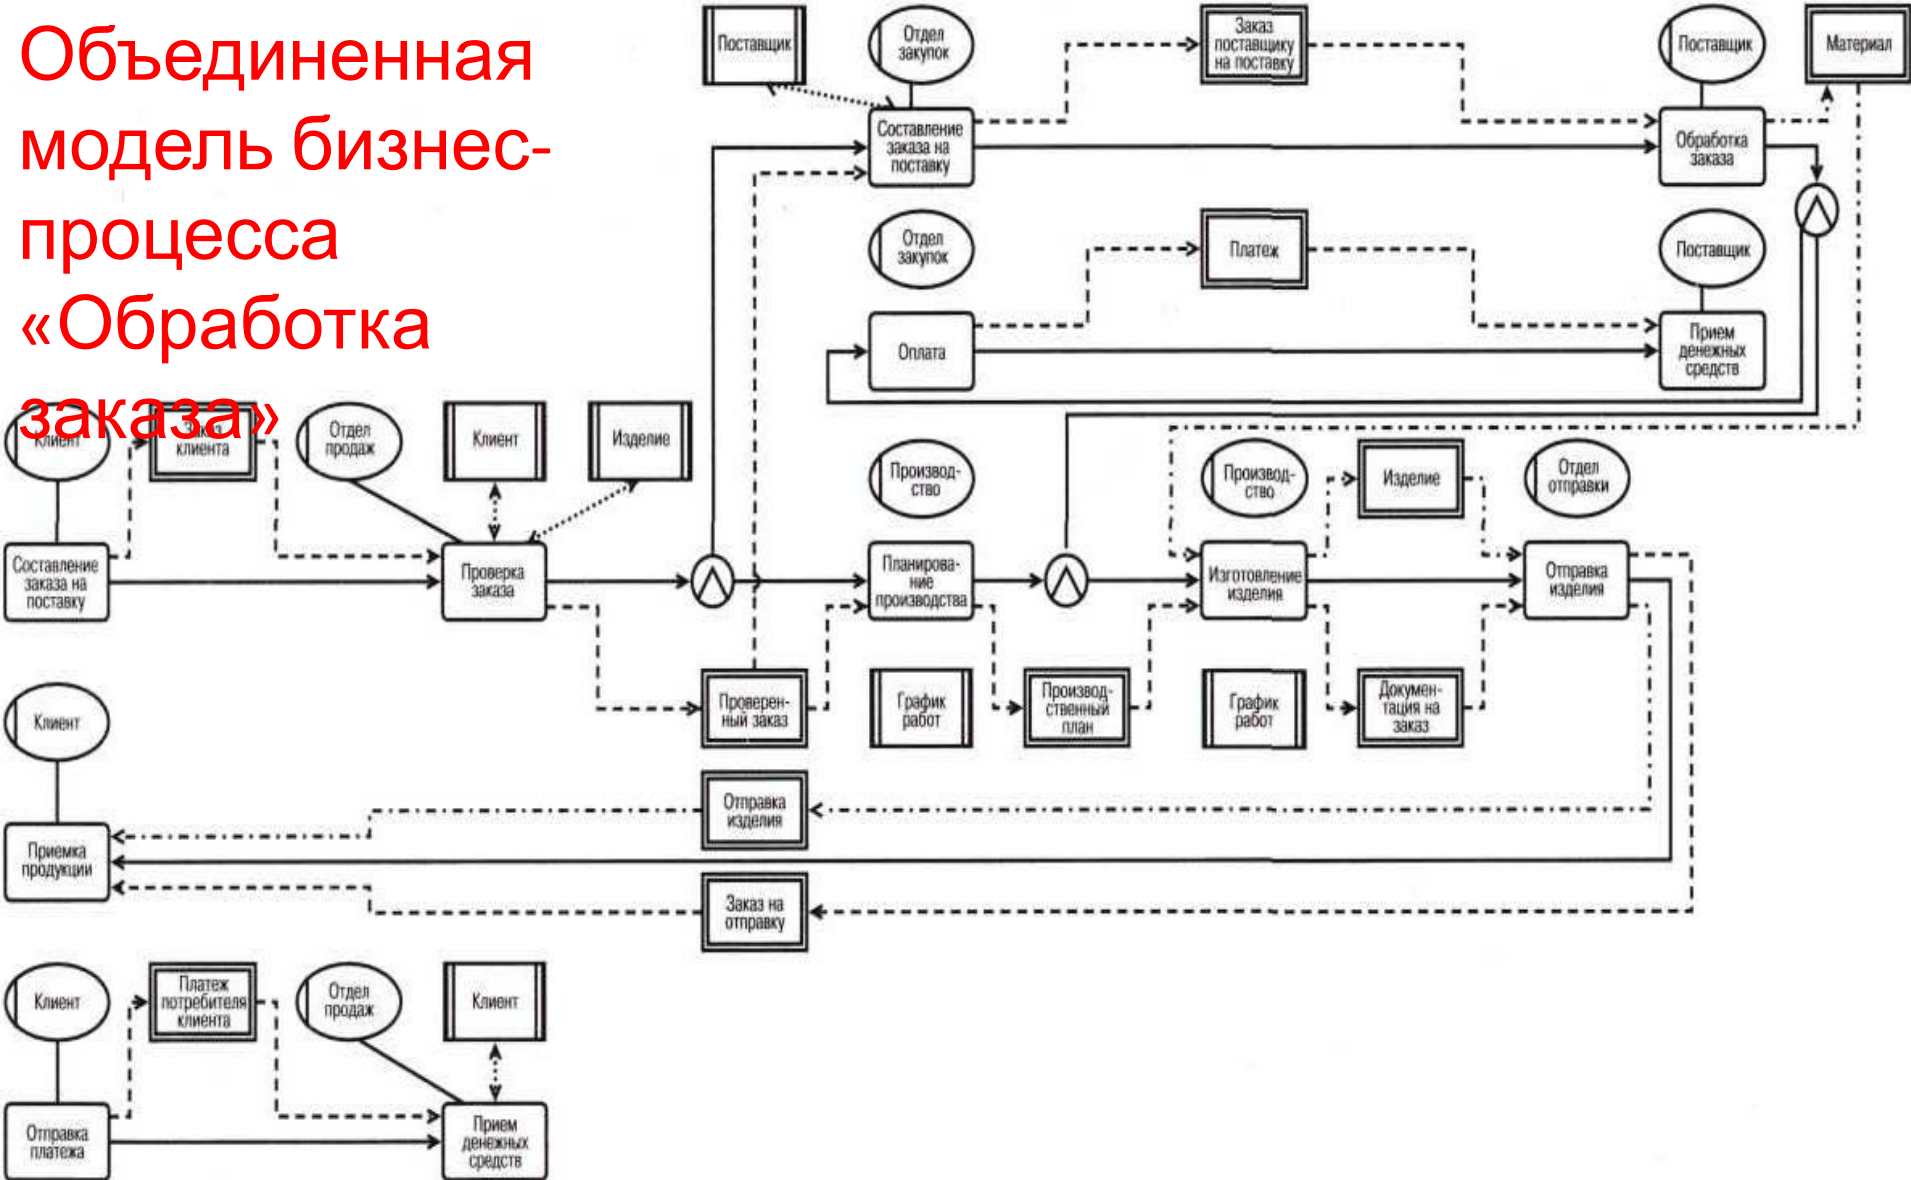 Объединенная
модель бизнес-
процесса
«Обработка
заказа»
Поставщик
Отдел
закупок
Заказ
поставщику
на поставку
Поставщик
Материал
Составление
заказа на
поставку
Обработка
заказа
Отдел
закупок
Платеж
Поставщик
Оплата
Прием
денежных
средств
Клиент
Заказ
клиента
Отдел
продаж
Клиент
Изделие
Производ-
ство
Производ-
ство
Изделие
Отдел
отправки
Составление
заказа на
поставку
Проверка
заказа
Планирова-
ние
производства
Изготовление
изделия
Отправка
изделия
Клиент
Проверен-
ный заказ
График
работ
Производ-
ственный
план
График
работ
Докумен-
тация на
заказ
Отправка
изделия
Приемка
продукции
Заказ на
отправку
Клиент
Платеж
потребителя
клиента
Отдел
продаж
Клиент
Отправка
платежа
Прием
денежных
средств